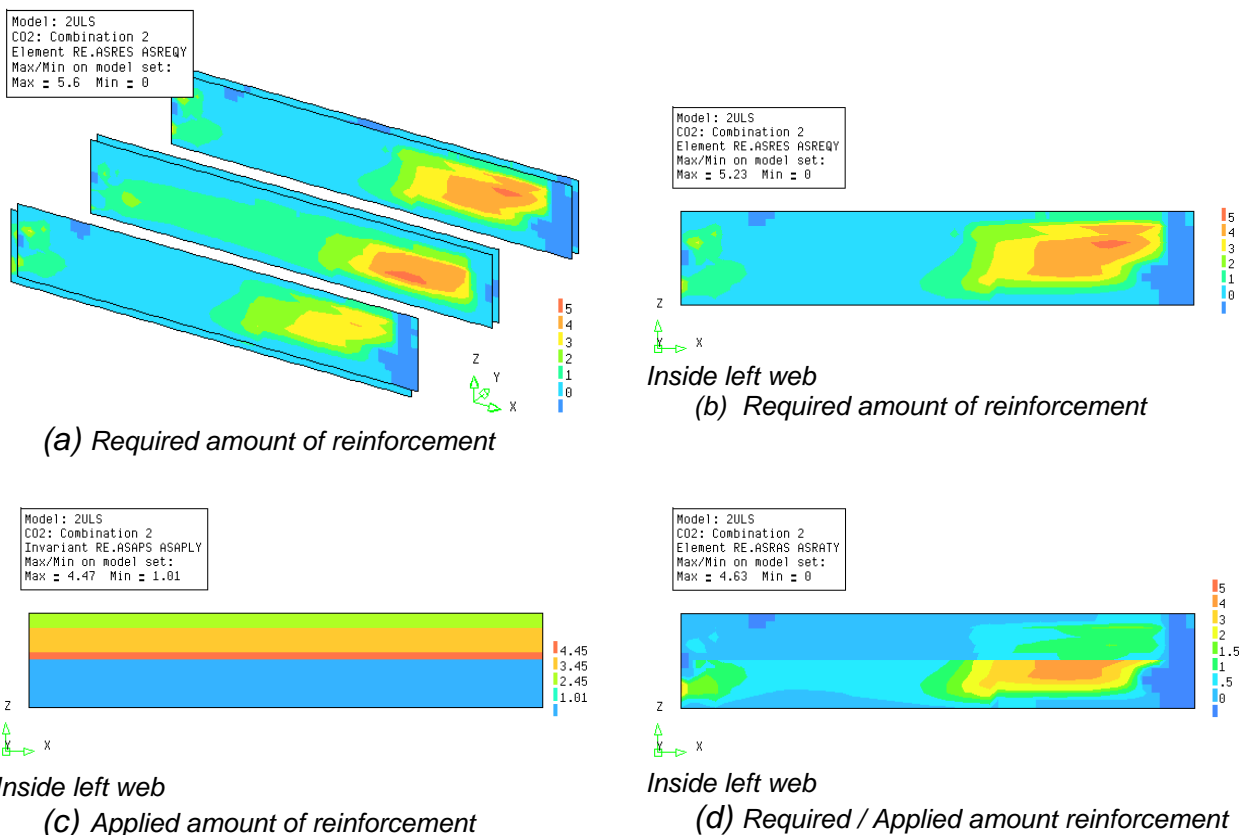 Model: 2ULS
CO2: Combination 2
Element RE.ASRES ASREQY
Max/Min on model set:
Max = 5.6 Min = 0
5
4
3
2
1
0
Z
Y
X
(a) Required amount of reinforcement
Model: 2ULS
CO2: Combination 2
Element RE.ASRES ASREQY
Max/Min on model set:
Max = 5.23 Min = 0
5
4
3
2
1
0
Z
Y X
Inside left web
(b) Required amount of reinforcement
Model: 2ULS
CO2: Combination 2
Invariant RE.ASAPS ASAPLY
Max/Min on model set:
Max = 4.47 Min = 1.01
4.45
3.45
2.45
1.01
Z
Y X
Inside left web
(c) Applied amount of reinforcement
Model: 2ULS
CO2: Combination 2
Element RE.ASRAS ASRATY
Max/Min on model set:
Max = 4.63 Min = 0
5
4
3
2
1.5
1
.5
0
Z
Y X
Inside left web
(d) Required / Applied amount reinforcement